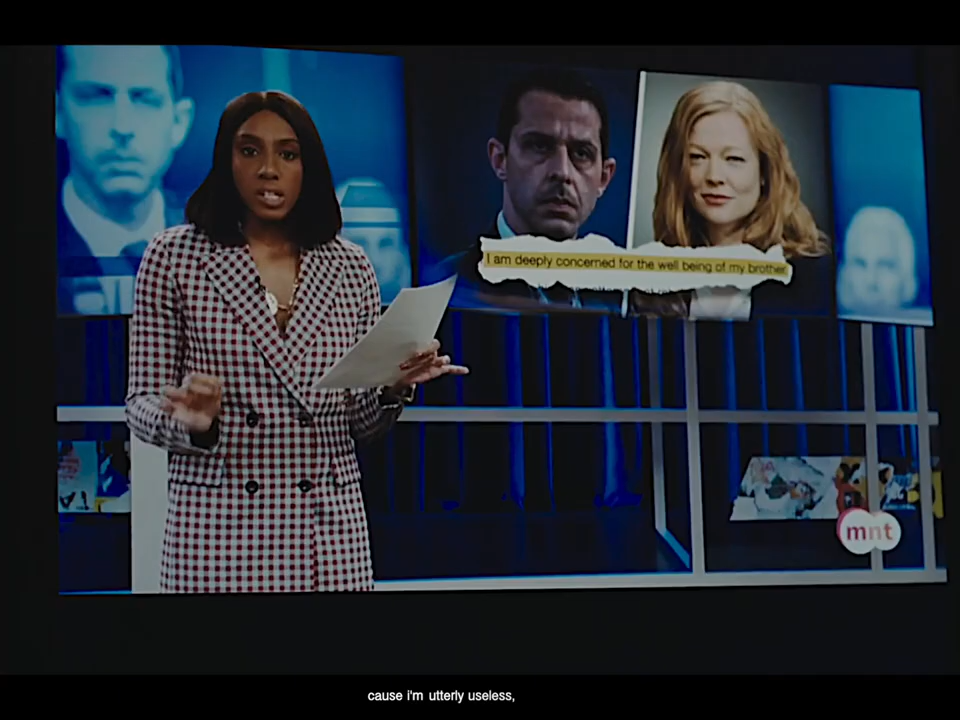 I am deeply concerned for the well being of my brother.
mnt
cause i'm utterly useless,